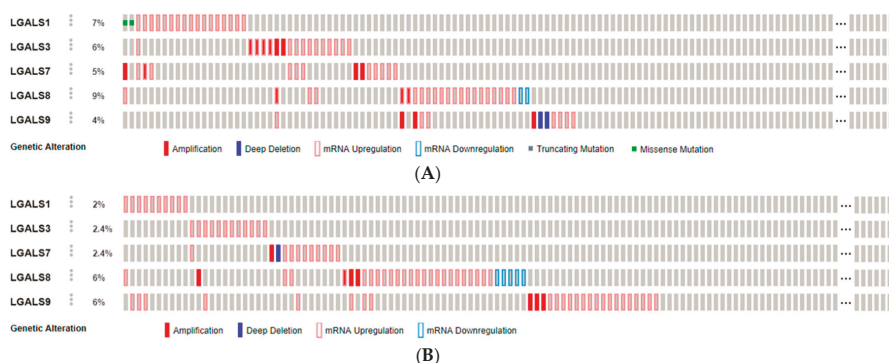 LGALS1 7%
LGALS3 6%
LGALS7 5%
LGALS8 9%
LGALS9 4%
Genetic Alteration Amplification Deep Deletion mRNA Upregulation mRNA Downregulation Truncating Mutation Missense Mutation
(A)
LGALS1 2%
LGALS3 2.4%
LGALS7 2.4%
LGALS8 6%
LGALS9 6%
Genetic Alteration Amplification Deep Deletion mRNA Upregulation mRNA Downregulation
(B)